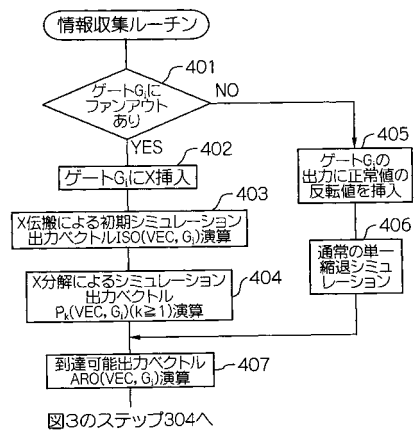 情報収集ルーチン
401
ゲートGiに
ファンアウト
あり
NO
YES
402
ゲートGiにX挿入
403
X伝搬による初期シミュレーション
出力ベクトルISO(VEC, Gi)演算
404
X分解によるシミュレーション
出力ベクトル
Pk(VEC, Gi)(k≧1)演算
405
ゲートGiの
出力に正常値の
反転値を挿入
406
通常の単一
縮退シミュ
レーション
407
到達可能出力ベクトル
ARO(VEC, Gi)演算
図3のステップ304へ